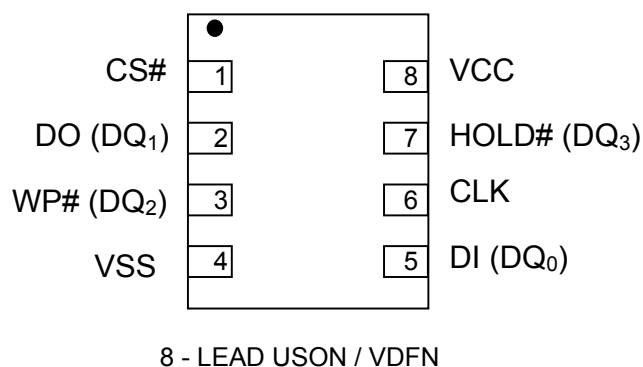 CS# 1 8 VCC
DO (DQ₁) 2 7 HOLD# (DQ₃)
WP# (DQ₂) 3 6 CLK
VSS 4 5 DI (DQ₀)
8 - LEAD USON / VDFN